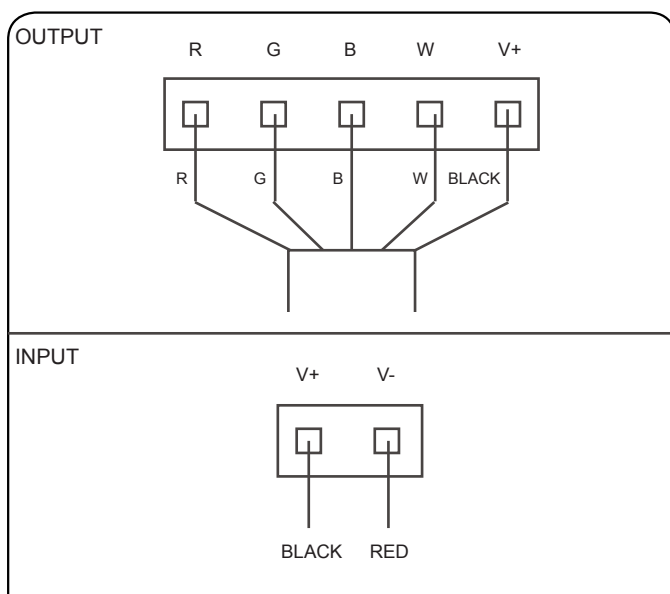 OUTPUT
R G B W V+
R G B W BLACK
INPUT
V+ V-
BLACK RED